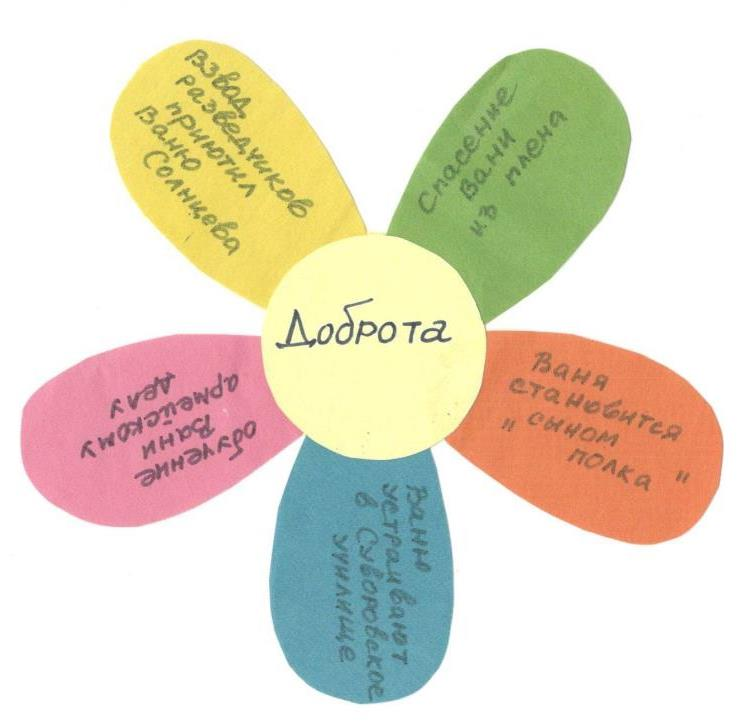 Взвод
разведчиков
приютил
Ваню
Солнцева
Спасение
Вани
из плена
Доброта
обучение
Вани
армейскому
делу
Ваня
становится
"сыном
полка"
Ваню
устраивают
в Суворовское
училище